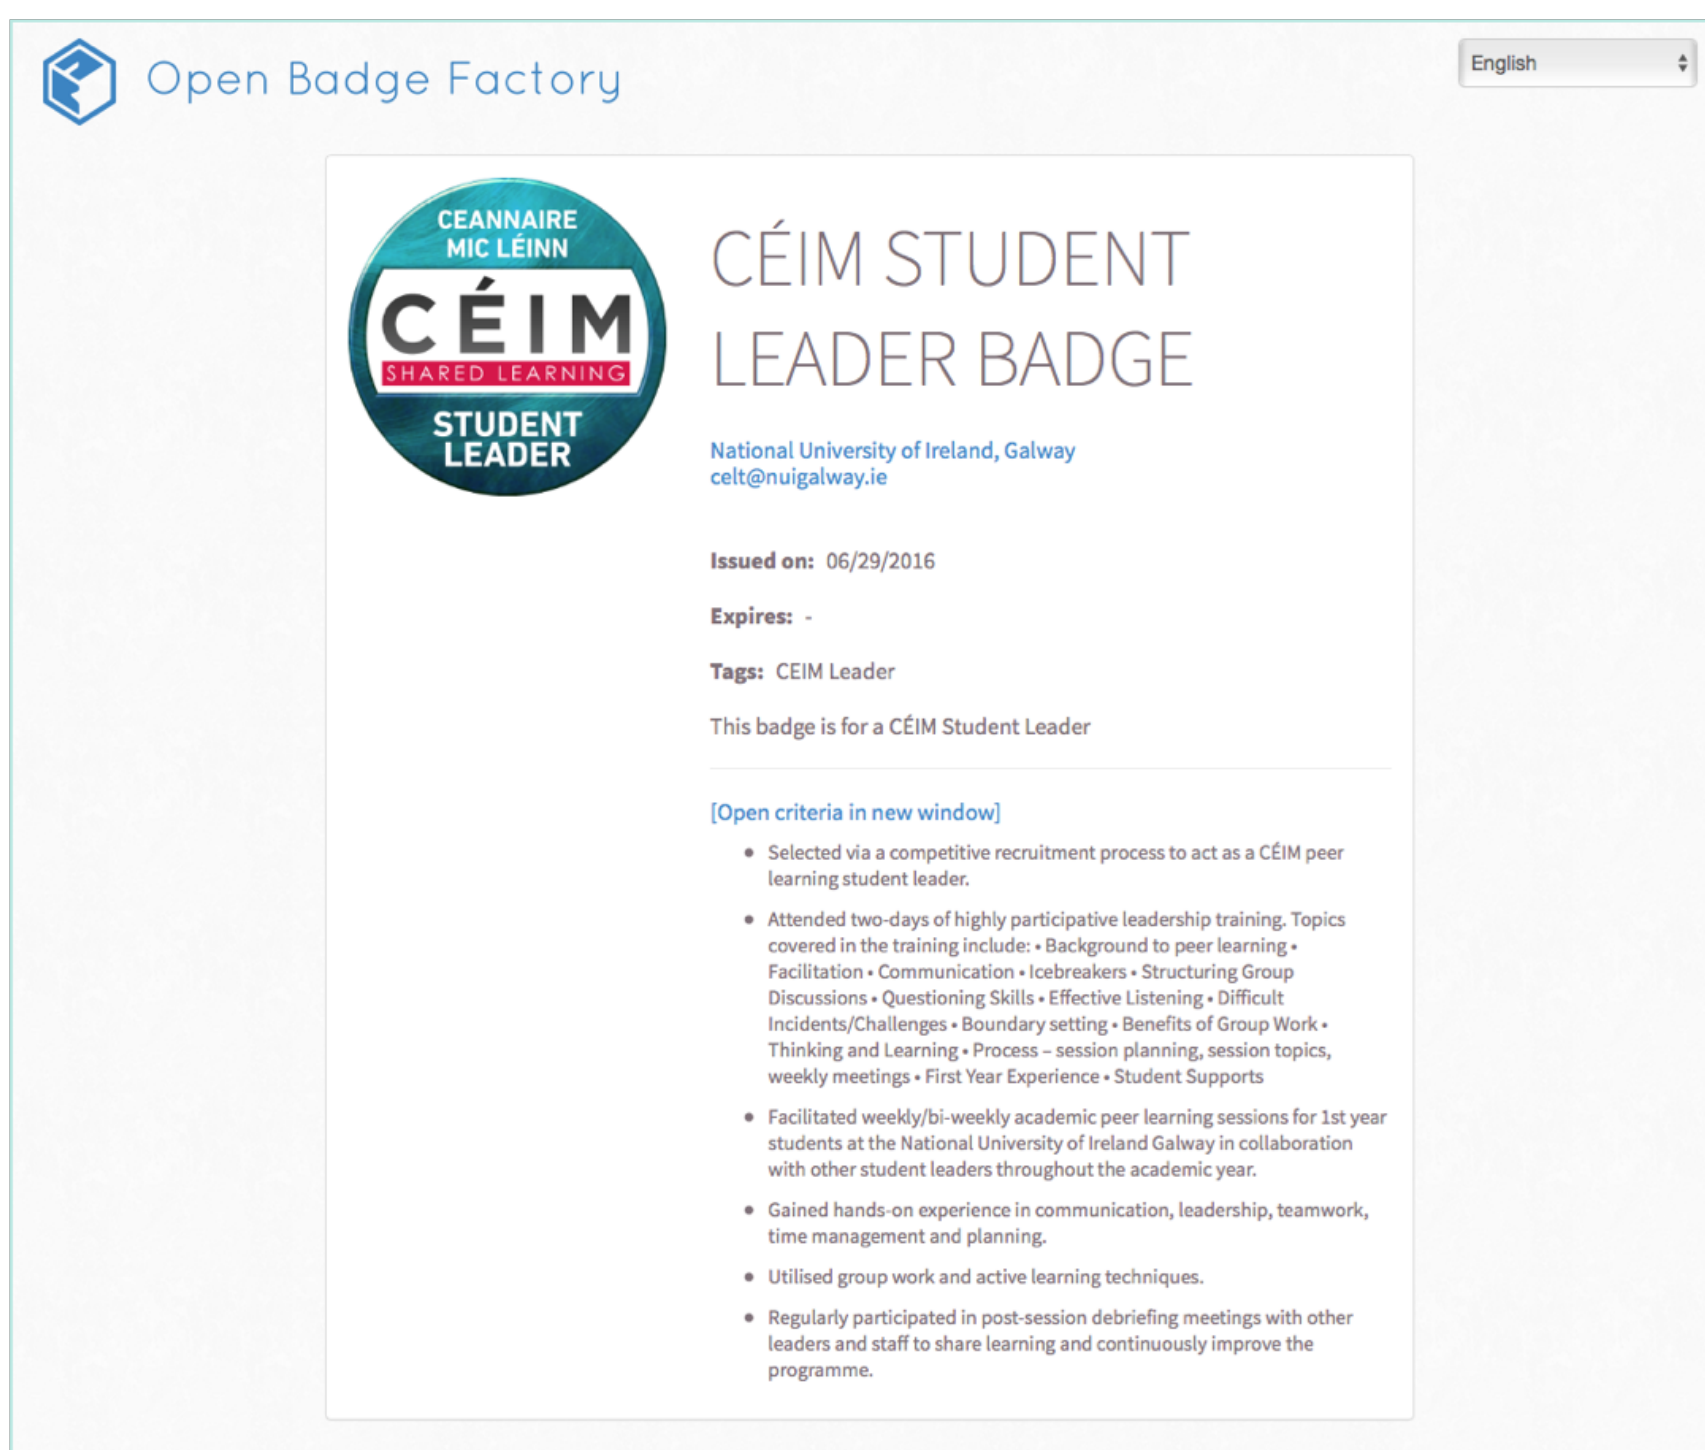 Open Badge Factory
English
CEANNAIRE
MIC LÉINN
CÉIM
SHARED LEARNING
STUDENT
LEADER
CÉIM STUDENT
LEADER BADGE
National University of Ireland, Galway
celt@nuigalway.ie
Issued on: 06/29/2016
Expires: -
Tags: CEIM Leader
This badge is for a CÉIM Student Leader
[Open criteria in new window]
• Selected via a competitive recruitment process to act as a CÉIM peer
learning student leader.
• Attended two-days of highly participative leadership training. Topics
covered in the training include: • Background to peer learning •
Facilitation • Communication • Icebreakers • Structuring Group
Discussions • Questioning Skills • Effective Listening • Difficult
Incidents/Challenges • Boundary setting • Benefits of Group Work •
Thinking and Learning • Process – session planning, session topics,
weekly meetings • First Year Experience • Student Supports
• Facilitated weekly/bi-weekly academic peer learning sessions for 1st year
students at the National University of Ireland Galway in collaboration
with other student leaders throughout the academic year.
• Gained hands-on experience in communication, leadership, teamwork,
time management and planning.
• Utilised group work and active learning techniques.
• Regularly participated in post-session debriefing meetings with other
leaders and staff to share learning and continuously improve the
programme.